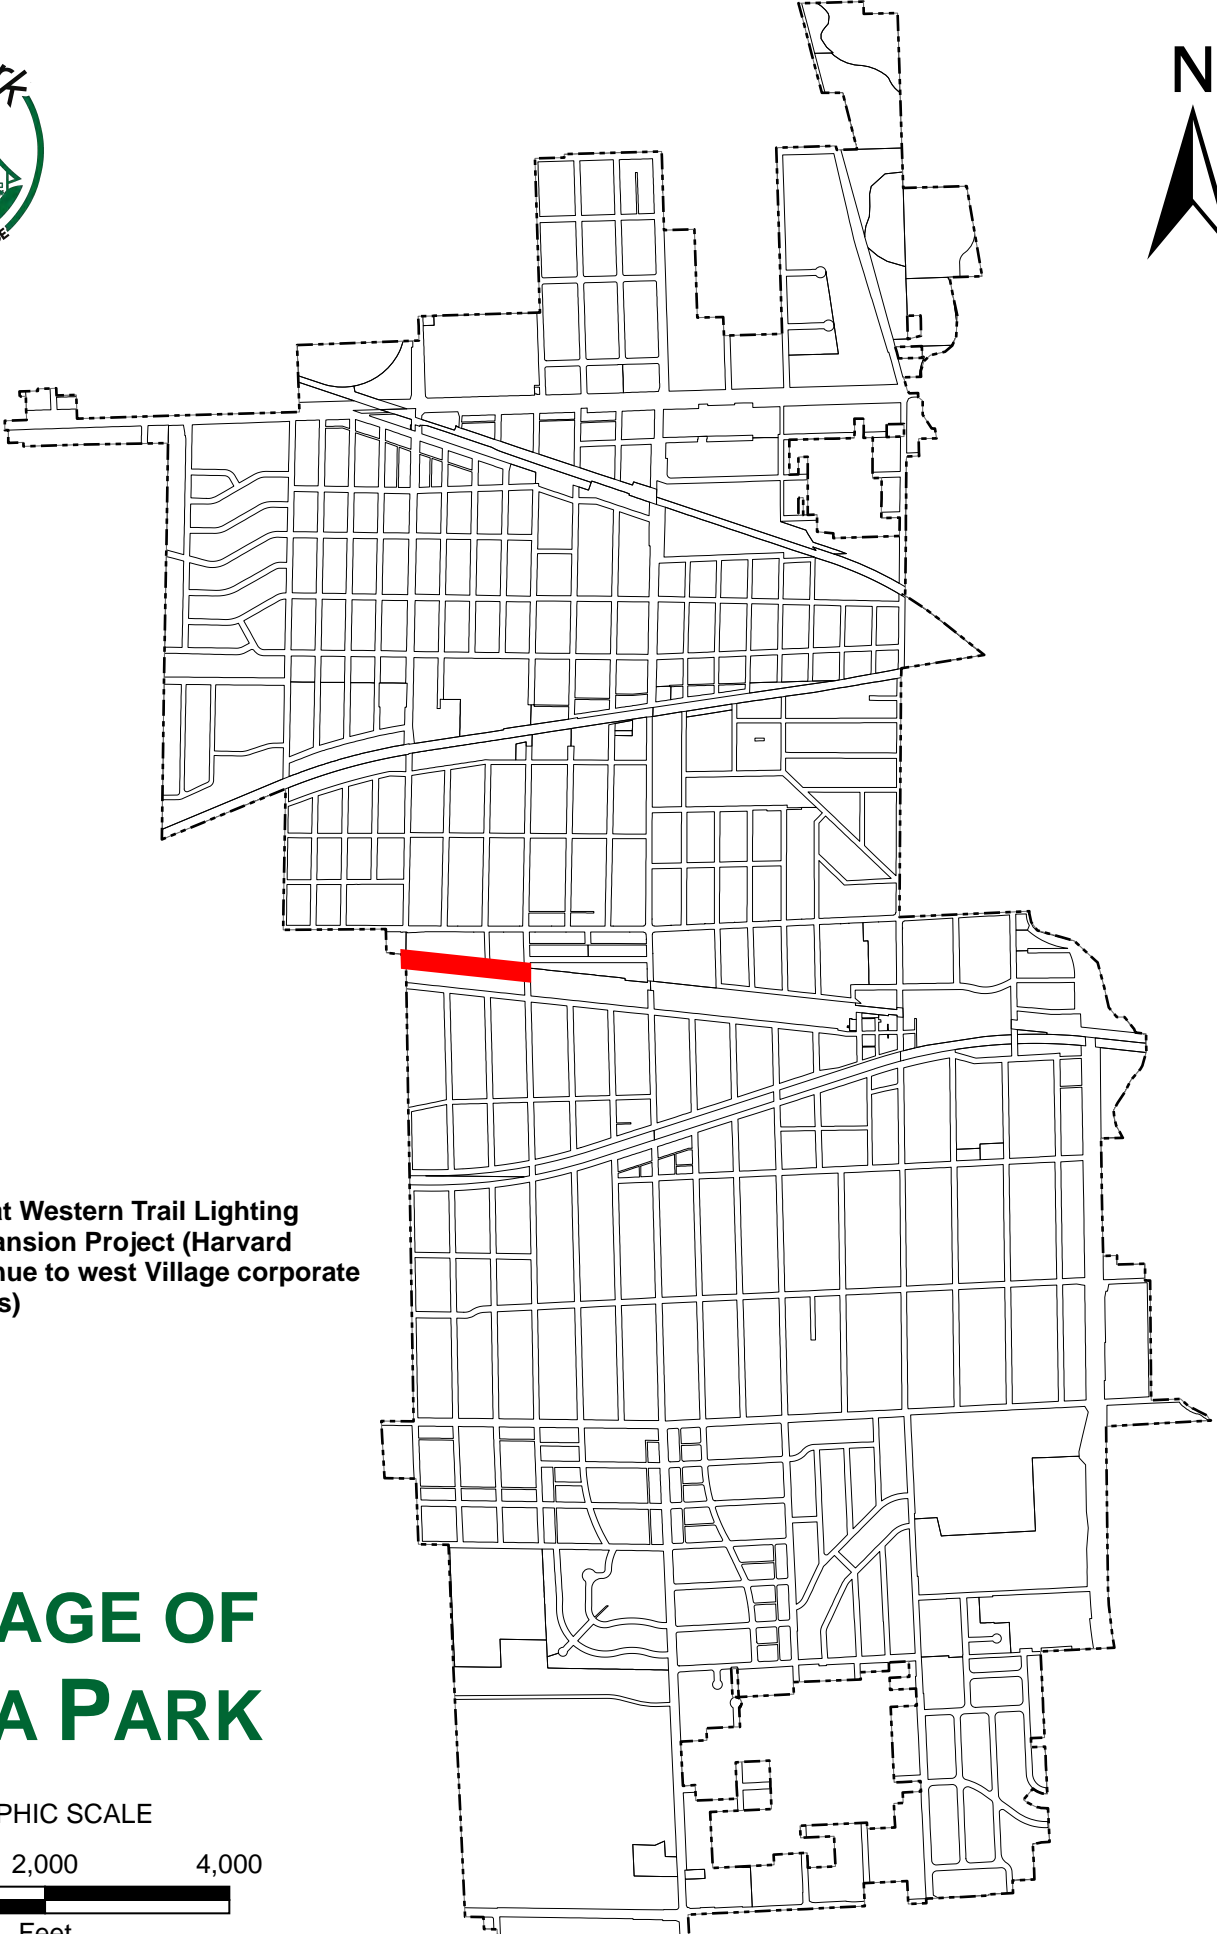 N
at Western Trail Lighting
ansion Project (Harvard
nue to west Village corporate
s)
AGE OF
A PARK
PHIC SCALE
2,000 4,000
Feet